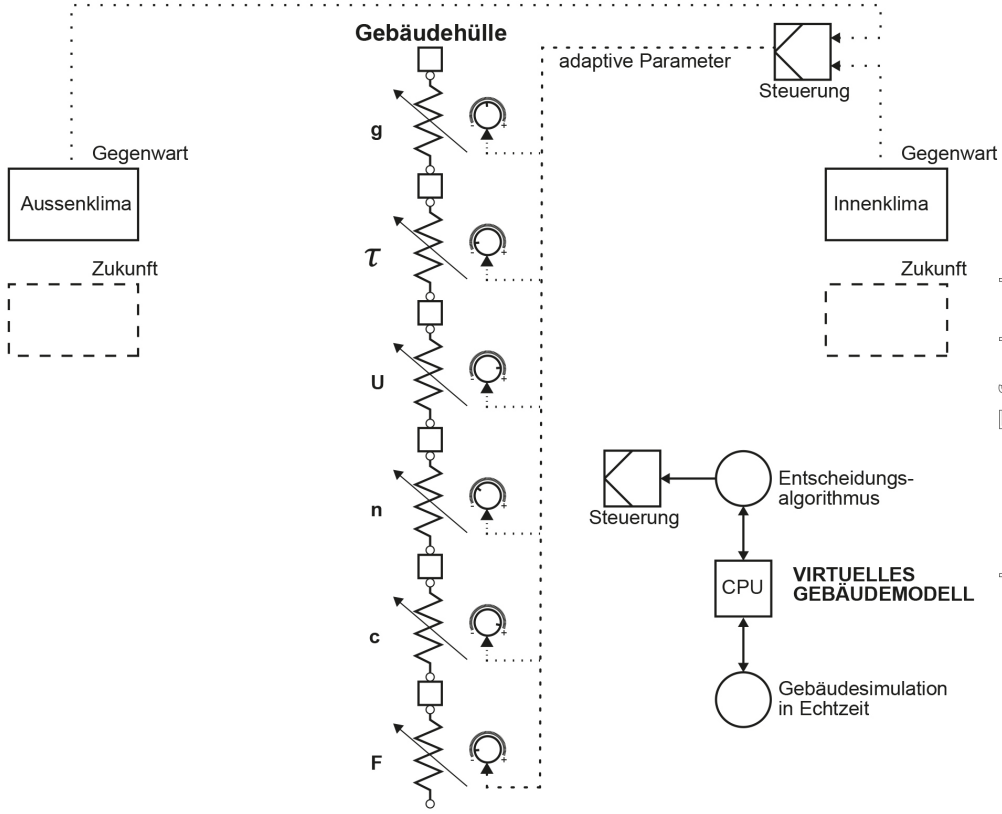 Gebäudehülle
adaptive Parameter
Steuerung
g
- +
Gegenwart
Aussenklima
Gegenwart
Innenklima
τ
- +
Zukunft
Zukunft
U
- +
n
- +
Steuerung
Entscheidungs-
algorithmus
CPU
VIRTUELLES
GEBÄUDEMODELL
c
- +
Gebäudesimulation
in Echtzeit
F
- +